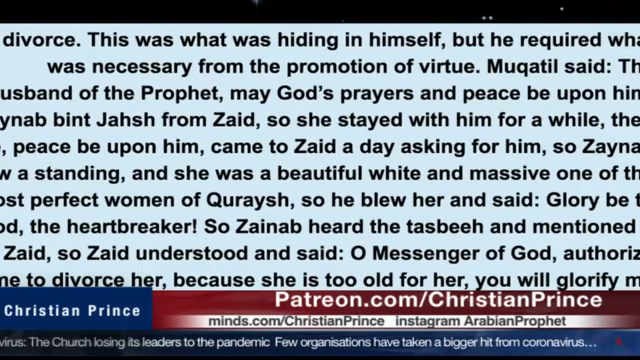 divorce. This was what was hiding in himself, but he required wha
was necessary from the promotion of virtue. Muqatil said: Th
usband of the Prophet, may God's prayers and peace be upon him
ynab bint Jahsh from Zaid, so she stayed with him for a while, the
, peace be upon him, came to Zaid a day asking for him, so Zayna
w a standing, and she was a beautiful white and massive one of th
ost perfect women of Quraysh, so he blew her and said: Glory be t
od, the heartbreaker! So Zainab heard the tasbeeh and mentioned
Zaid, so Zaid understood and said: O Messenger of God, authoriz
me to divorce her, because she is too old for her, you will glorify m
Christian Prince
Patreon.com/ChristianPrince
minds.com/ChristianPrince instagram ArabianProphet
virus: The Church losing its leaders to the pandemic Few organisations have taken a bigger hit from coronavirus...